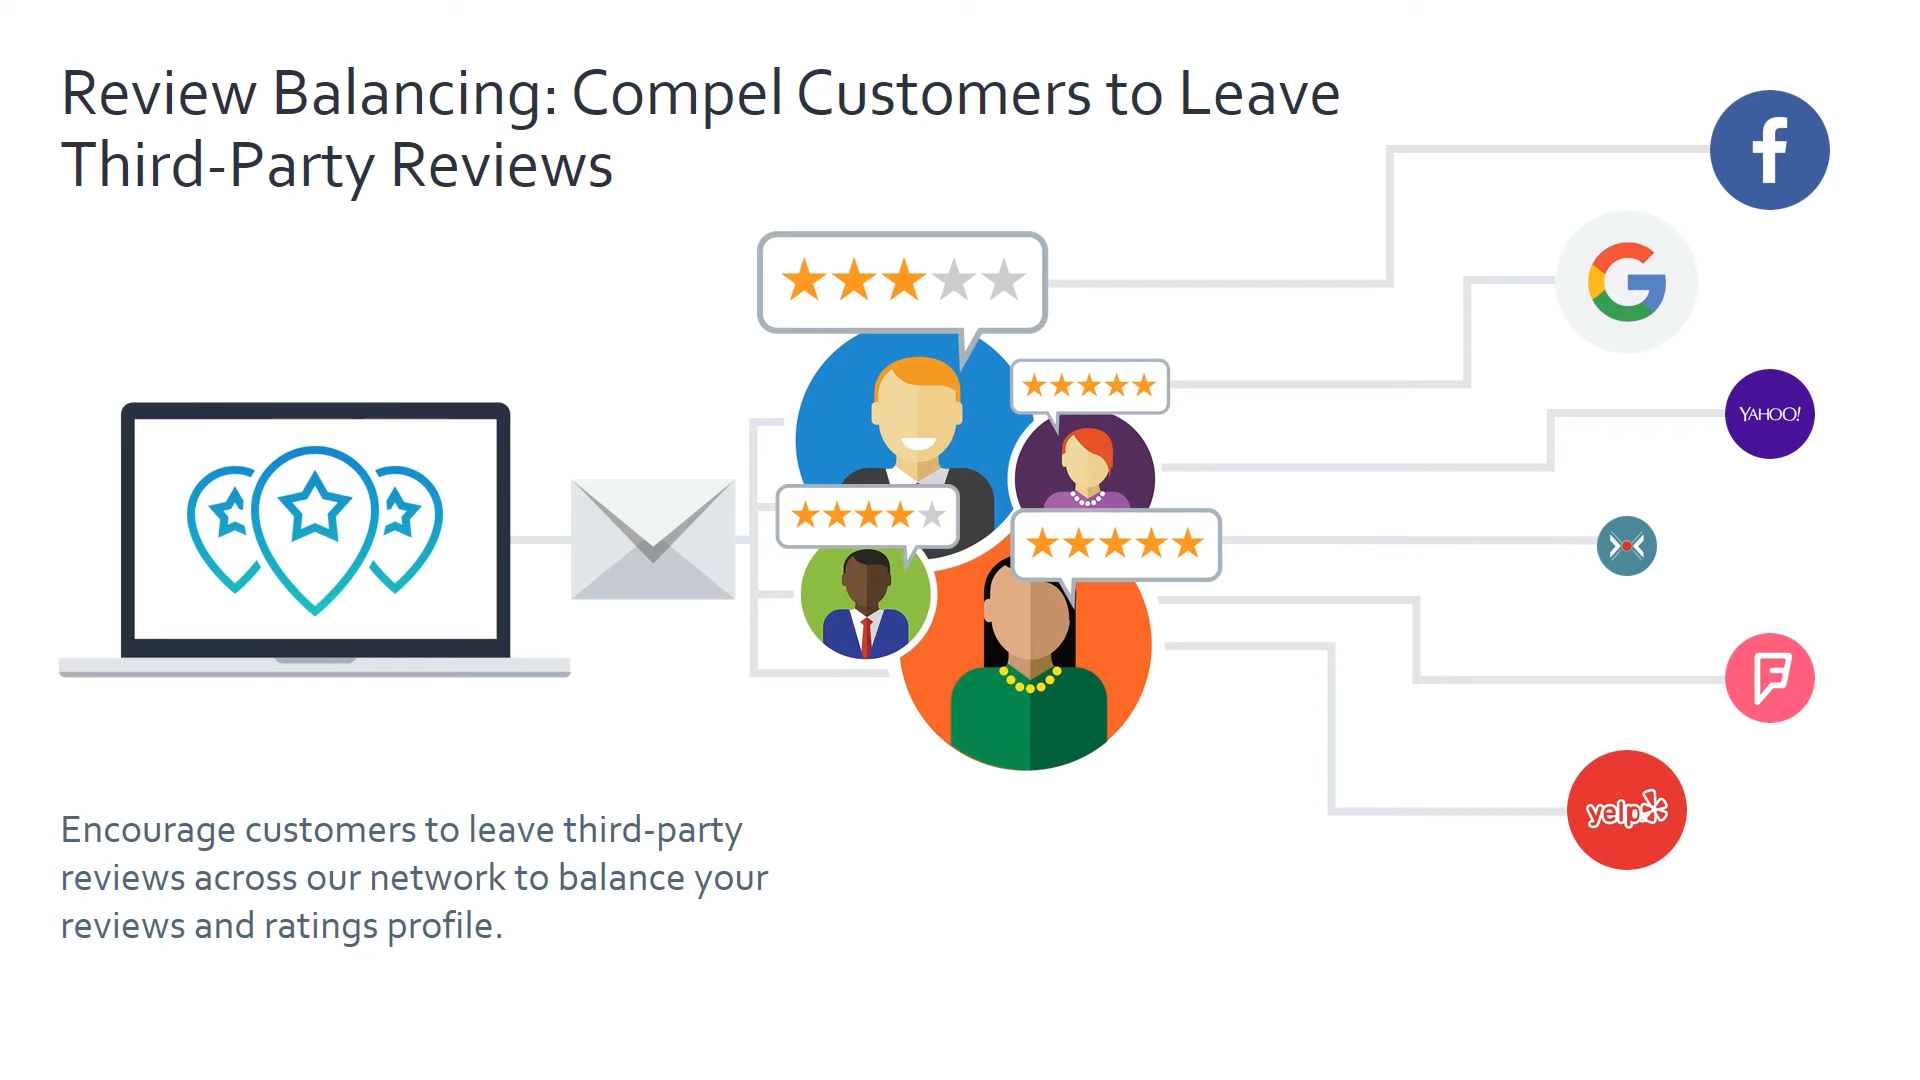 Review Balancing: Compel Customers to Leave
Third-Party Reviews
YAHOO!
yelp
Encourage customers to leave third-party
reviews across our network to balance your
reviews and ratings profile.